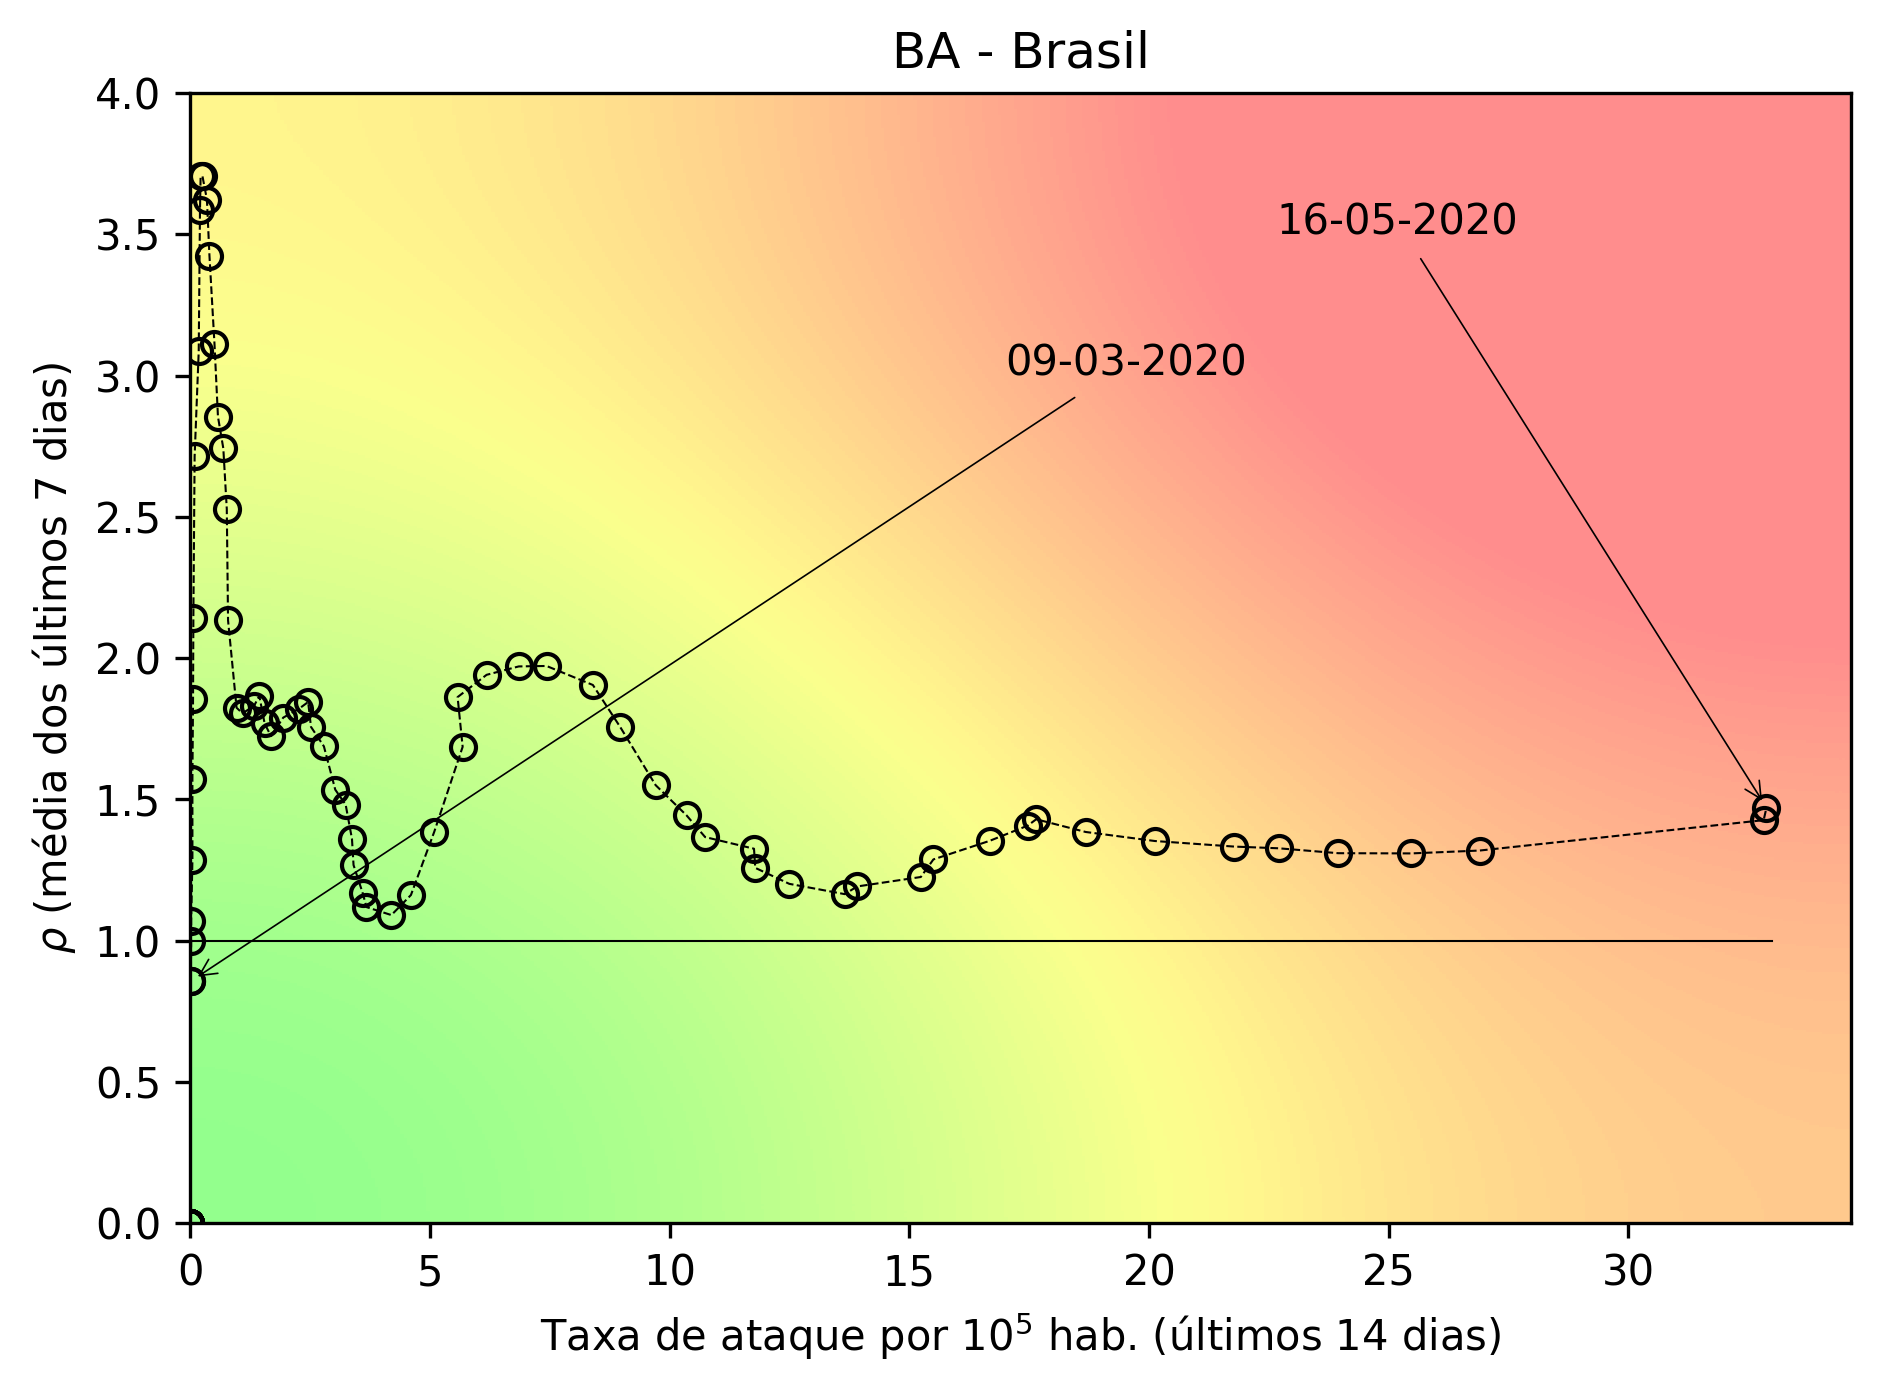 BA - Brasil
4.0
3.5
3.0
2.5
2.0
1.5
1.0
0.5
0.0
ρ (média dos últimos 7 dias)
16-05-2020
09-03-2020
0 5 10 15 20 25 30
Taxa de ataque por 10⁵ hab. (últimos 14 dias)